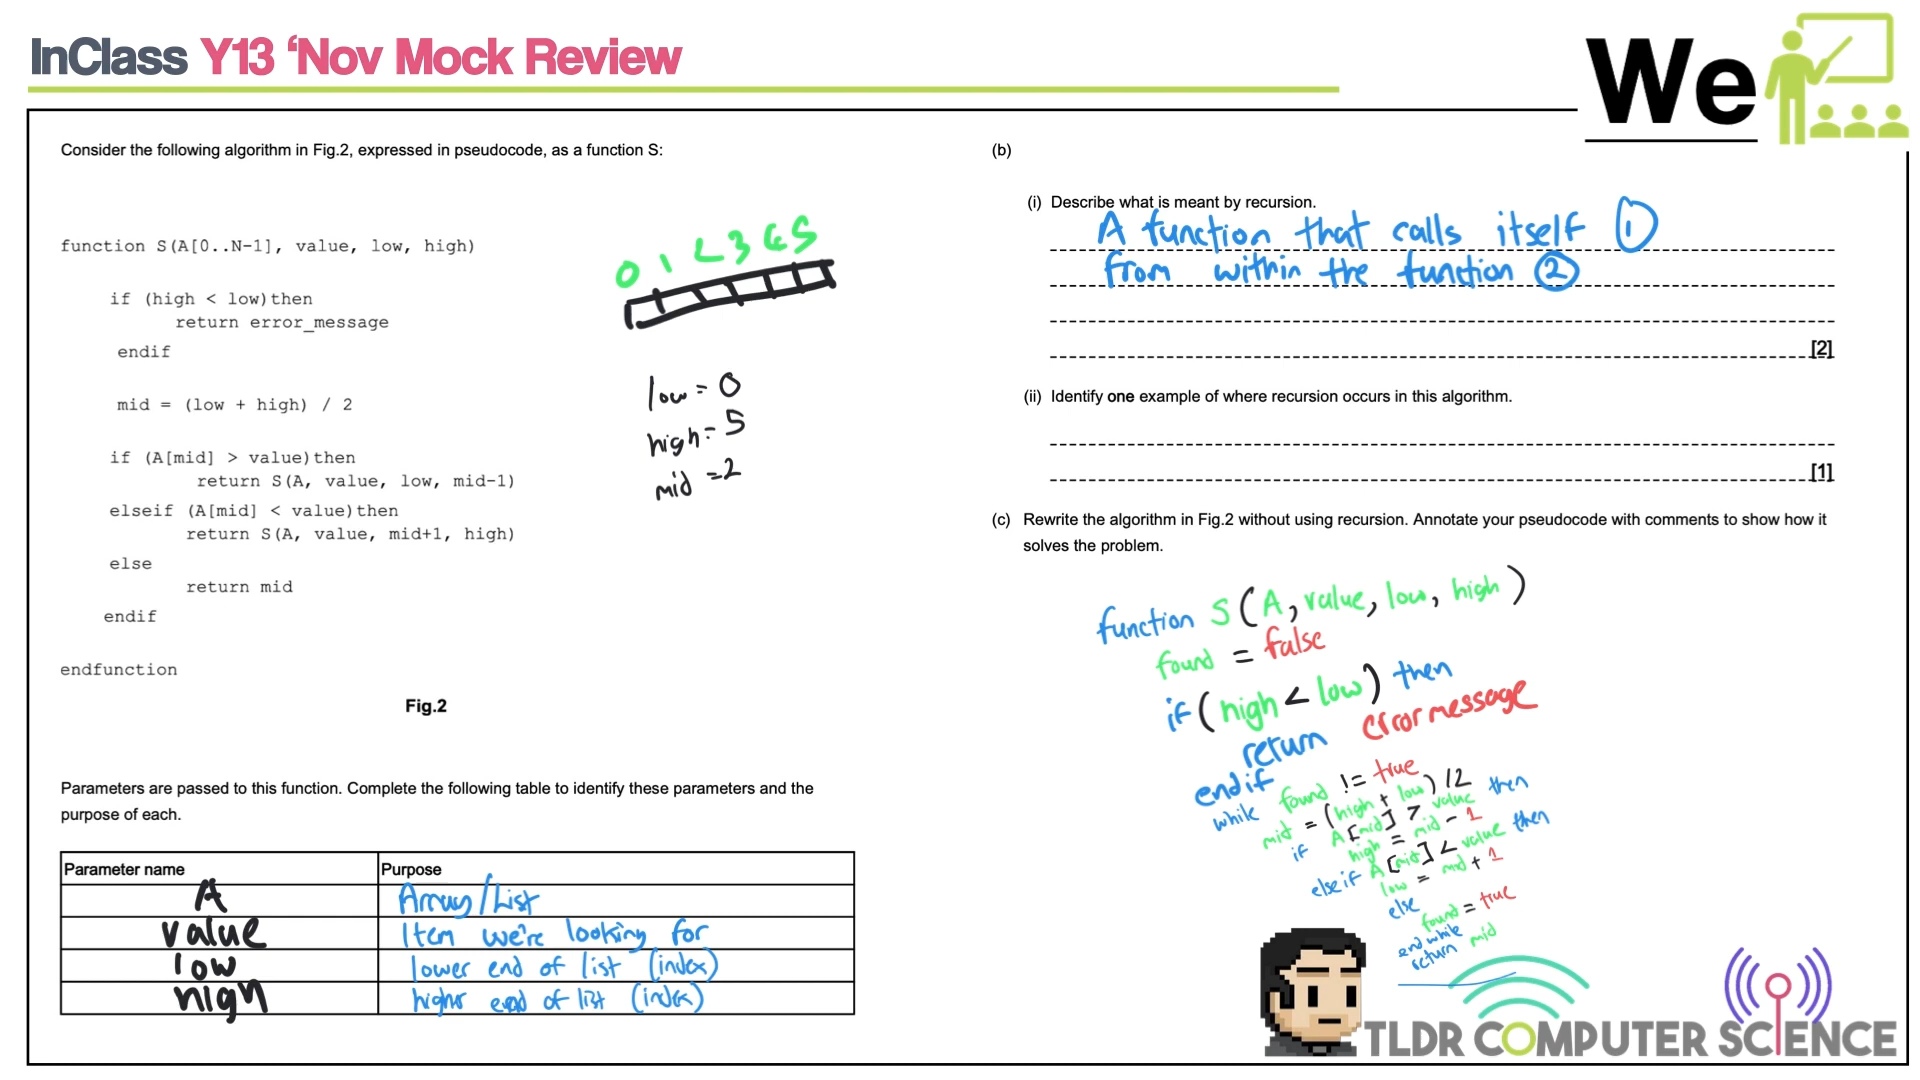 InClass Y13 ‘Nov Mock Review
We
Consider the following algorithm in Fig.2, expressed in pseudocode, as a function S:
function S(A[0..N-1], value, low, high)
if (high < low)then
return error_message
endif
mid = (low + high) / 2
if (A[mid] > value)then
return S(A, value, low, mid-1)
elseif (A[mid] < value)then
return S(A, value, mid+1, high)
else
return mid
endif
endfunction
Fig.2
0 1 2 3 4 5
low = 0
high = 5
mid = 2
Parameters are passed to this function. Complete the following table to identify these parameters and the
purpose of each.
Parameter name Purpose
A Array/List
value Item we're looking for
low lower end of list (index)
high higher end of list (index)
(b)
(i) Describe what is meant by recursion.
A function that calls itself 1
from within the function 2
[2]
(ii) Identify one example of where recursion occurs in this algorithm.
[1]
(c) Rewrite the algorithm in Fig.2 without using recursion. Annotate your pseudocode with comments to show how it
solves the problem.
function S(A, value, low, high)
found = false
if (high < low) then
return error message
endif
while found != true
mid = (high + low) /2
if A[mid] > value then
high = mid - 1
elseif A[mid] < value then
low = mid + 1
else
found = true
endwhile
return mid
TLDR COMPUTER SCIENCE